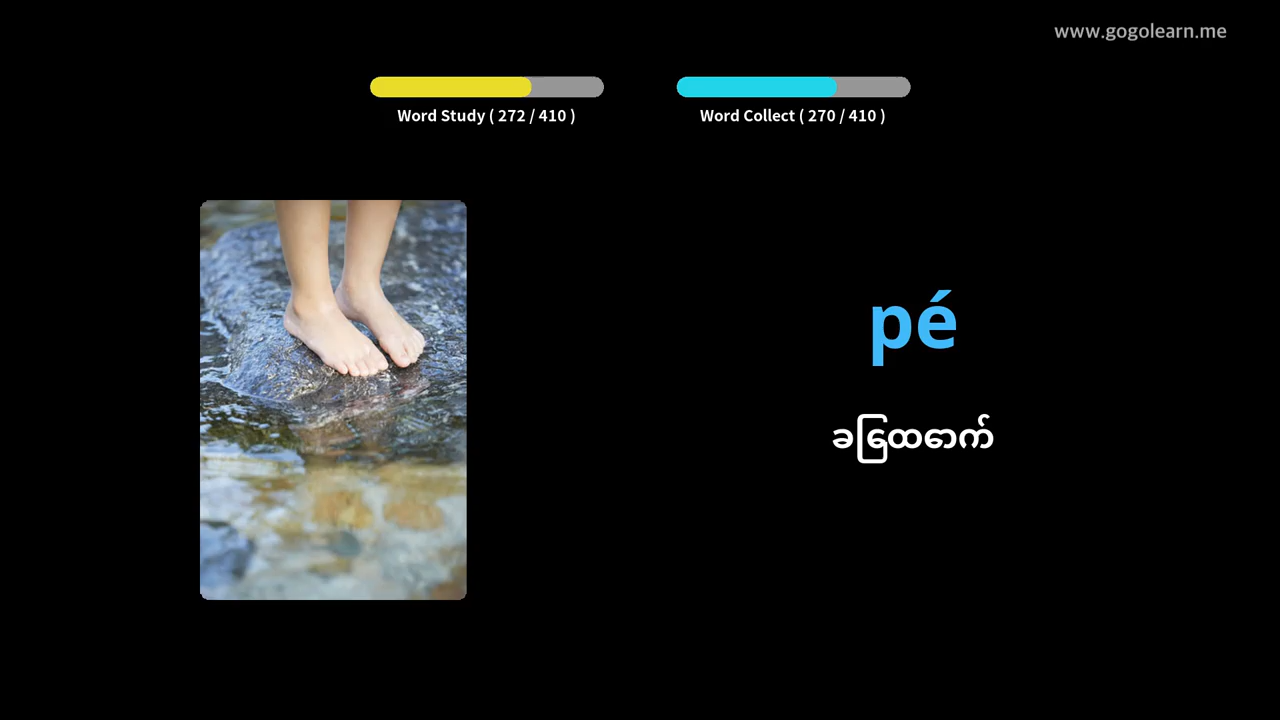 www.gogolearn.me
Word Study ( 272 / 410 )
Word Collect ( 270 / 410 )
pé
ခြေထောက်